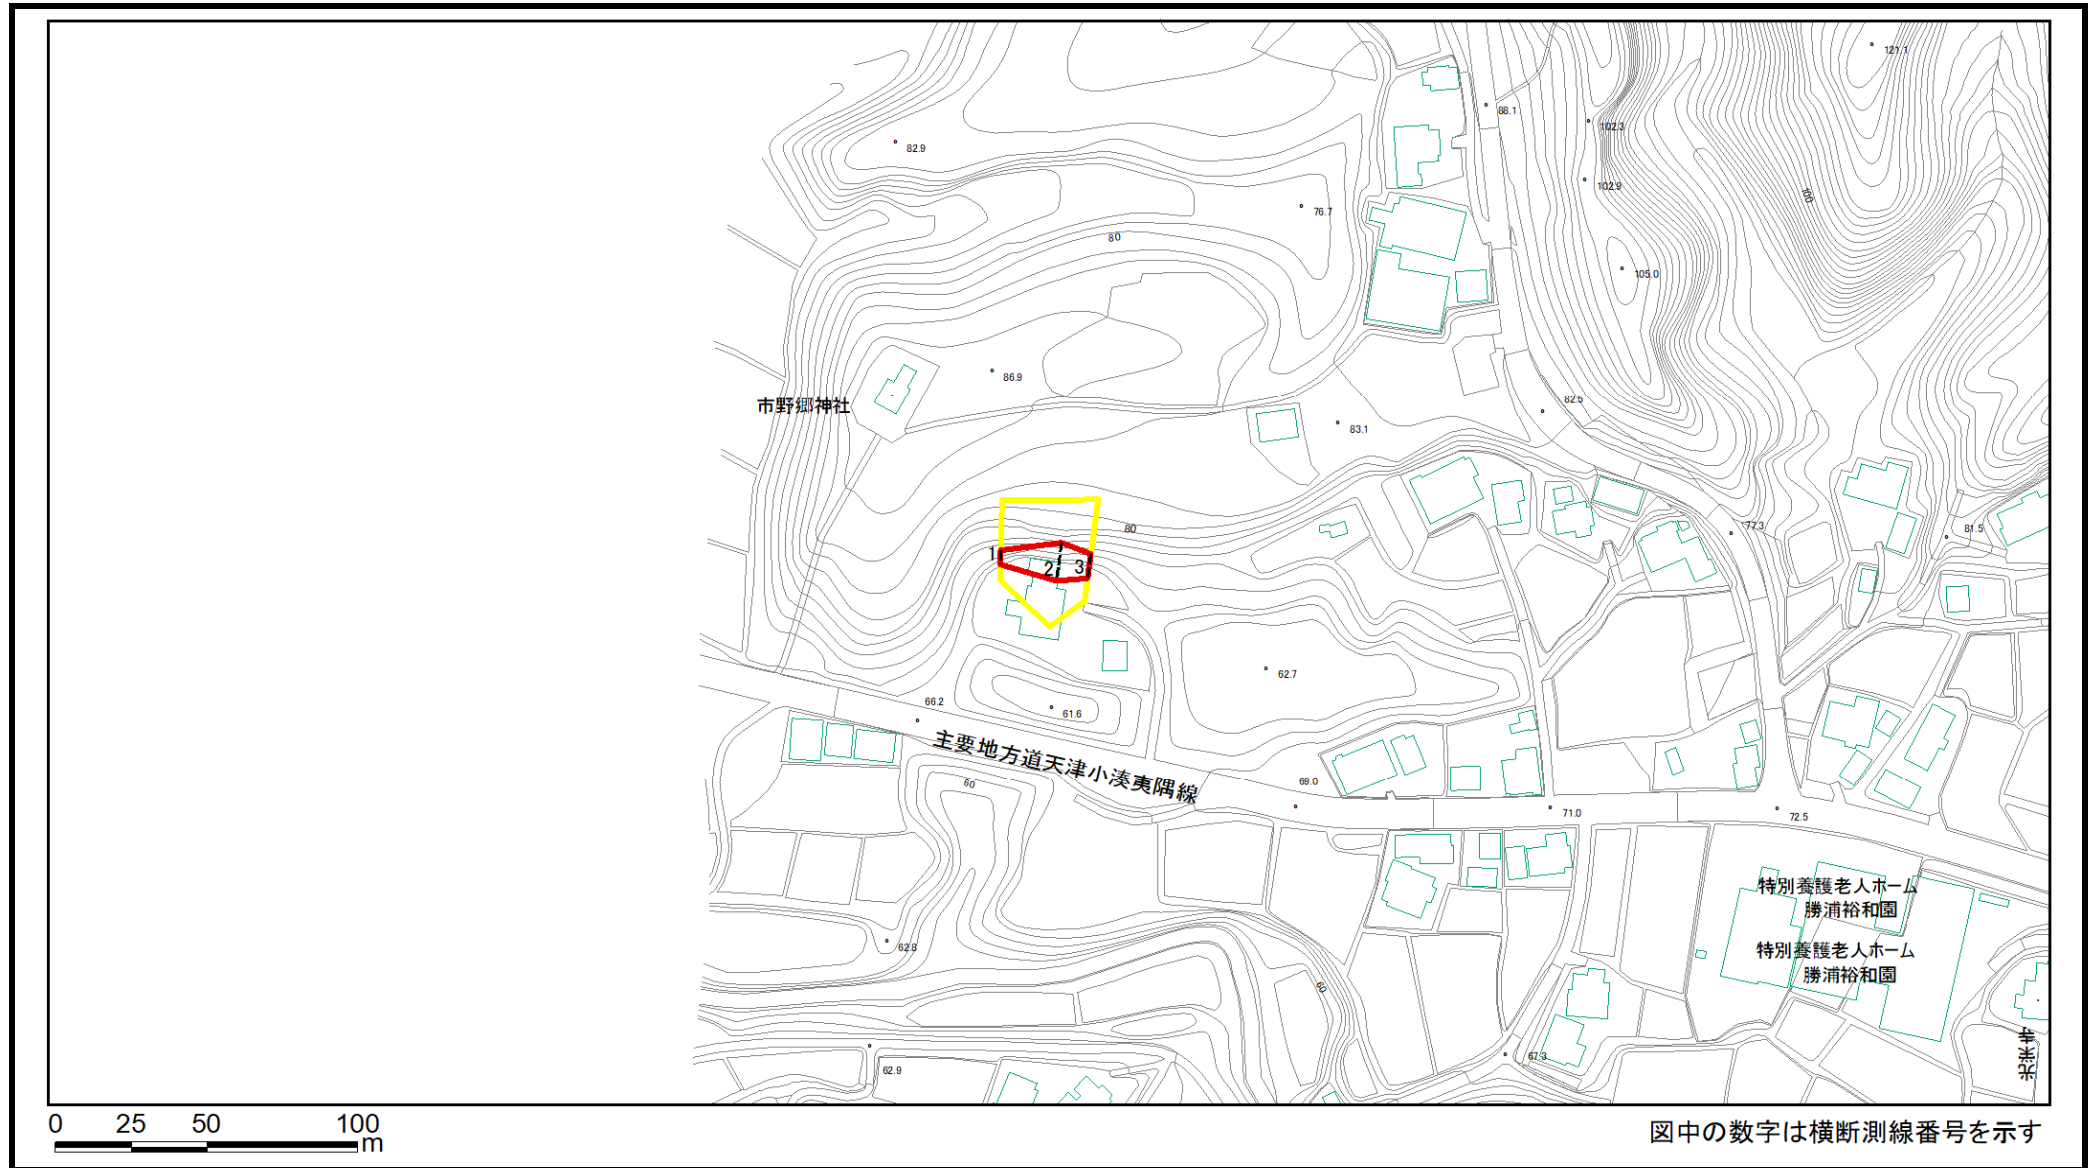 121.1
88.1
102.3
82.9
102.9
100
76.7
80
105.0
86.9
市野郷神社
82.5
83.1
80
77.3
81.5
1
2
3
62.7
66.2
61.6
主要地方道天津小湊夷隅線
69.0
60
71.0
72.5
特別養護老人ホーム
勝浦裕和園
62.8
特別養護老人ホーム
勝浦裕和園
60
67.3
光栄寺
62.9
0 25 50 100
m
図中の数字は横断測線番号を示す